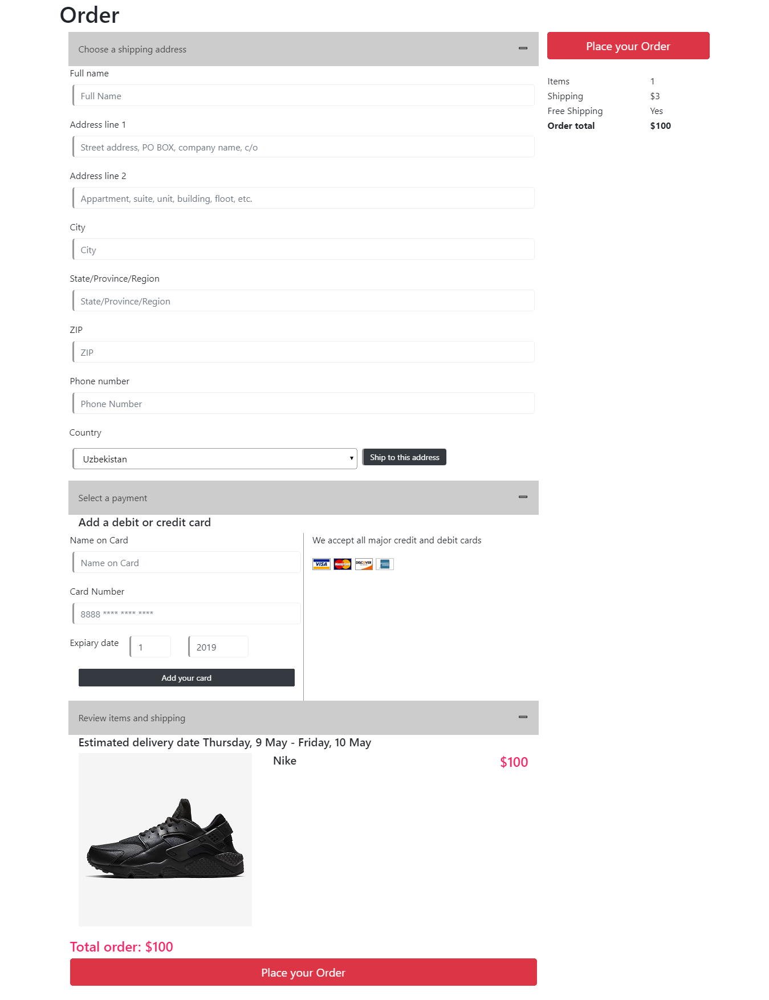 Order
Choose a shipping address
Full name
Full Name
Address line 1
Street address, PO BOX, company name, c/o
Address line 2
Appartment, suite, unit, building, floot, etc.
City
City
State/Province/Region
State/Province/Region
ZIP
ZIP
Phone number
Phone Number
Country
Uzbekistan
Ship to this address
Place your Order
Items 1
Shipping $3
Free Shipping Yes
Order total $100
Select a payment
Add a debit or credit card
Name on Card
Name on Card
Card Number
8888 **** **** ****
Expiary date 1 2019
Add your card
We accept all major credit and debit cards
VISA MasterCard DISCOVER
Review items and shipping
Estimated delivery date Thursday, 9 May - Friday, 10 May
Nike $100
Total order: $100
Place your Order